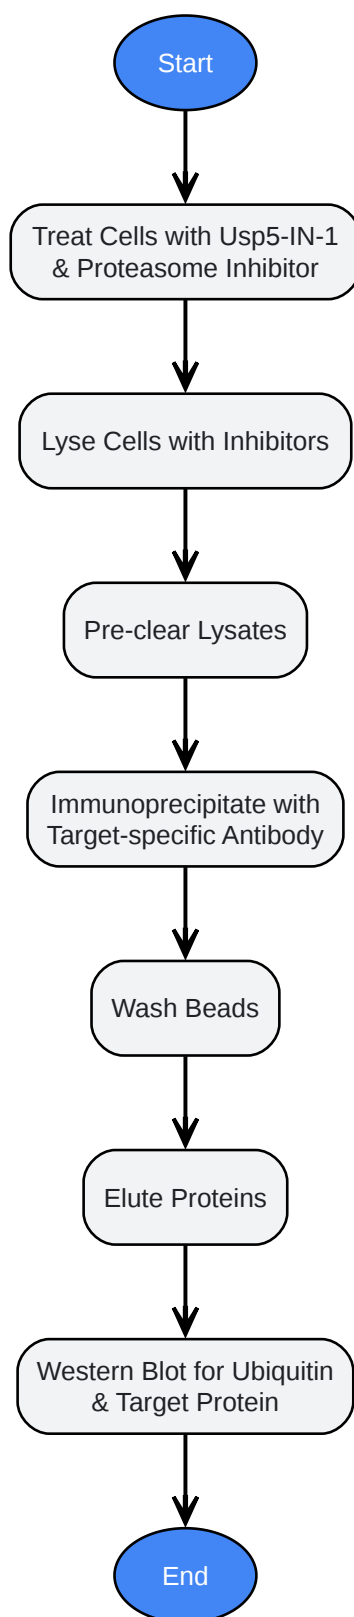 Start
Treat Cells with Usp5-IN-1
& Proteasome Inhibitor
Lyse Cells with Inhibitors
Pre-clear Lysates
Immunoprecipitate with
Target-specific Antibody
Wash Beads
Elute Proteins
Western Blot for Ubiquitin
& Target Protein
End